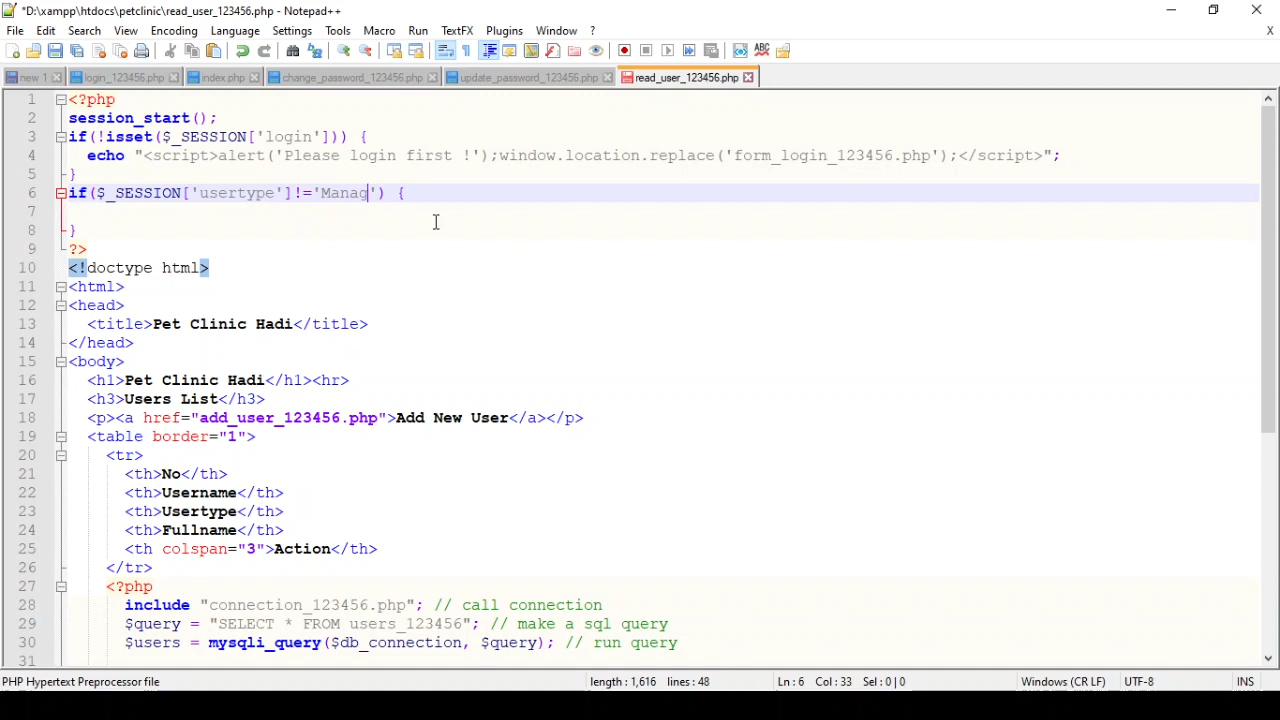 *D:\xampp\htdocs\petclinic\read_user_123456.php - Notepad++
File Edit Search View Encoding Language Settings Tools Macro Run TextFX Plugins Window ? X
new 1 login_123456.php index.php change_password_123456.php update_password_123456.php read_user_123456.php
1 <?php
2 session_start();
3 if(!isset($_SESSION['login'])) {
4 echo "<script>alert('Please login first !');window.location.replace('form_login_123456.php');</script>";
5 }
6 if($_SESSION['usertype']!='Manag') {
7
8 }
9 ?>
10 <!doctype html>
11 <html>
12 <head>
13 <title>Pet Clinic Hadi</title>
14 </head>
15 <body>
16 <h1>Pet Clinic Hadi</h1><hr>
17 <h3>Users List</h3>
18 <p><a href="add_user_123456.php">Add New User</a></p>
19 <table border="1">
20 <tr>
21 <th>No</th>
22 <th>Username</th>
23 <th>Usertype</th>
24 <th>Fullname</th>
25 <th colspan="3">Action</th>
26 </tr>
27 <?php
28 include "connection_123456.php"; // call connection
29 $query = "SELECT * FROM users_123456"; // make a sql query
30 $users = mysqli_query($db_connection, $query); // run query
31
PHP Hypertext Preprocessor file length : 1,616 lines : 48 Ln : 6 Col : 33 Sel : 0 | 0 Windows (CR LF) UTF-8 INS